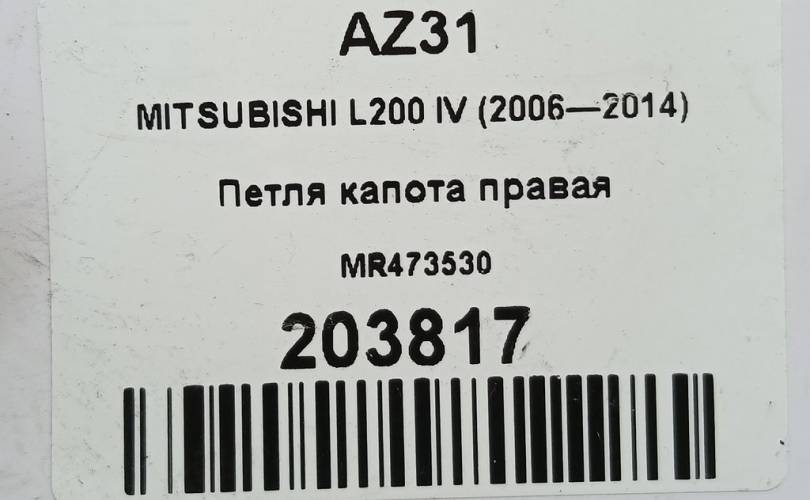 AZ31
MITSUBISHI L200 IV (2006—2014)
Петля капота правая
MR473530
203817